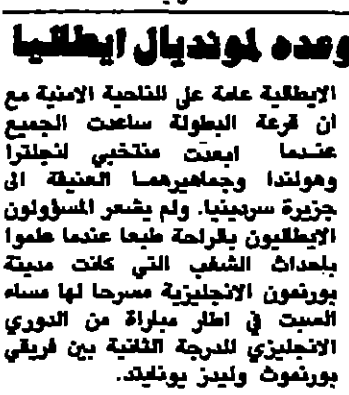 وعده لمونديال ايطاليا
الايطالية عامة على الناحية الامنية مع
ان قرعة البطولة ساعدت الجميع
عندما ابعدت منتخبي انجلترا
وهولندا وجماهيرهما العنيفة الى
جزيرة سردينيا. ولم يشعر المسؤولون
الايطاليون بالراحة طبعا عندما علموا
باحداث الشغب التي كانت مدينة
بورنموث الانجليزية مسرحا لها مساء
السبت في اطار مباراة من الدوري
الانجليزي للدرجة الثانية بين فريقي
بورنموث وليدز يونايتد.